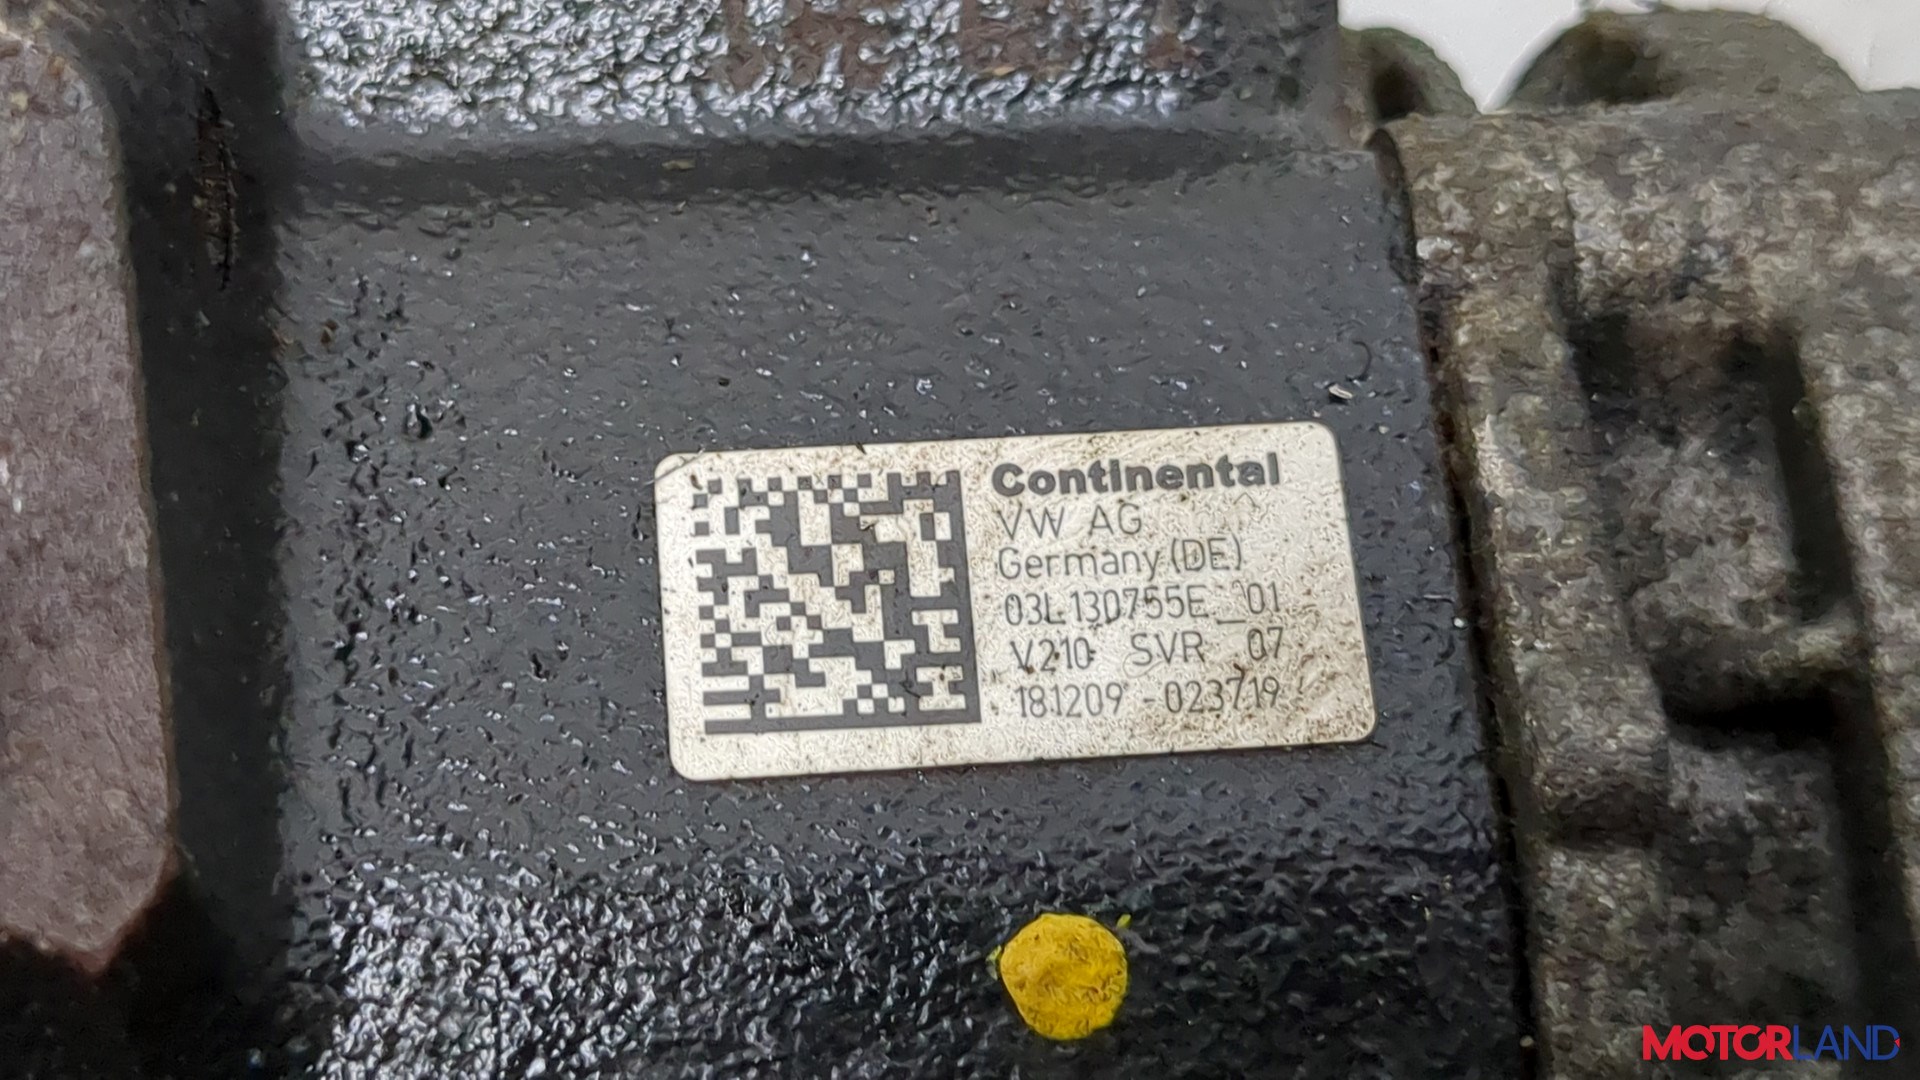 Continental
VW AG
Germany (DE)
03L130755E_01
V210 SVR 07
181209 - 023719
MOTORLAND